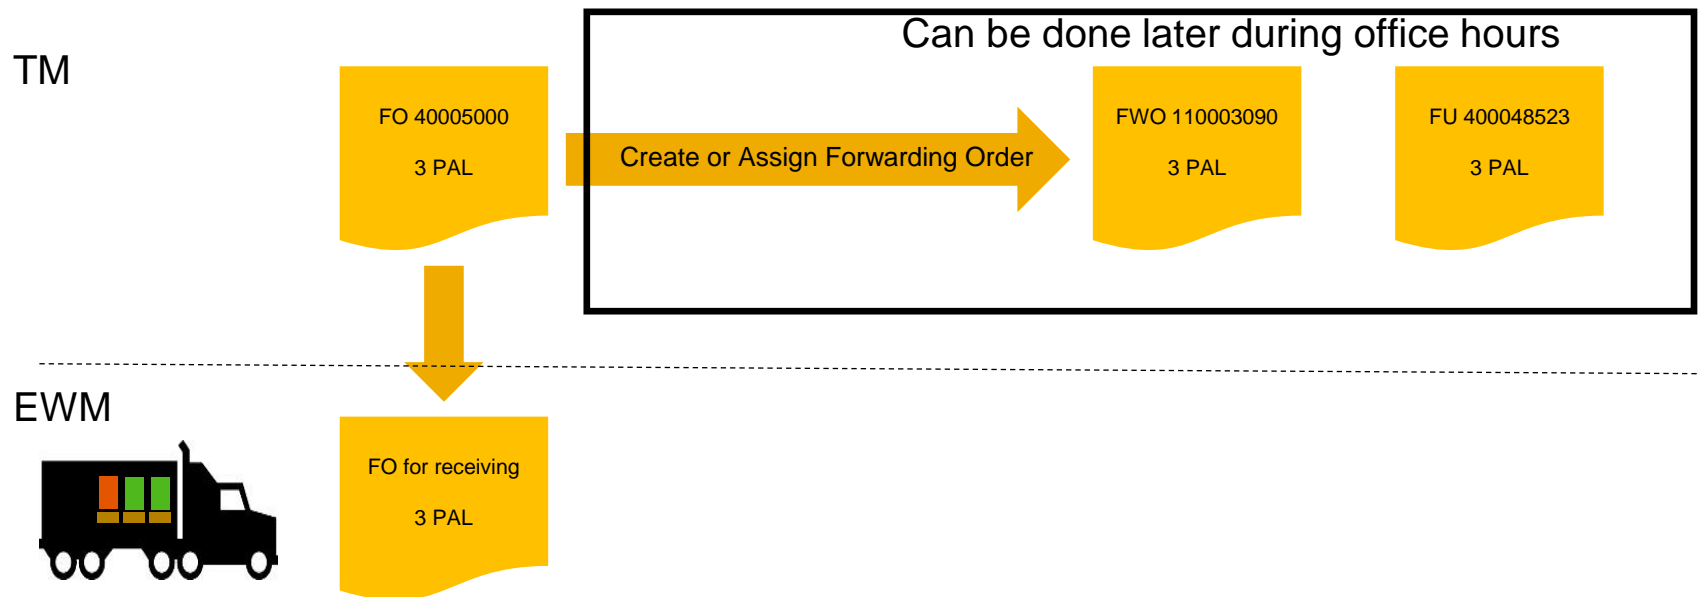 Can be done later during office hours
TM
FO 40005000
3 PAL
Create or Assign Forwarding Order
FWO 110003090
3 PAL
FU 400048523
3 PAL
EWM
FO for receiving
3 PAL